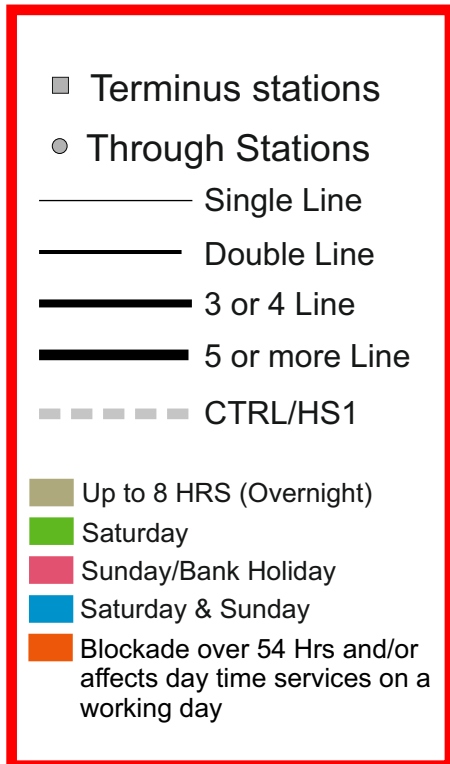 Terminus stations
Through Stations
Single Line
Double Line
3 or 4 Line
5 or more Line
CTRL/HS1
Up to 8 HRS (Overnight)
Saturday
Sunday/Bank Holiday
Saturday & Sunday
Blockade over 54 Hrs and/or
affects day time services on a
working day